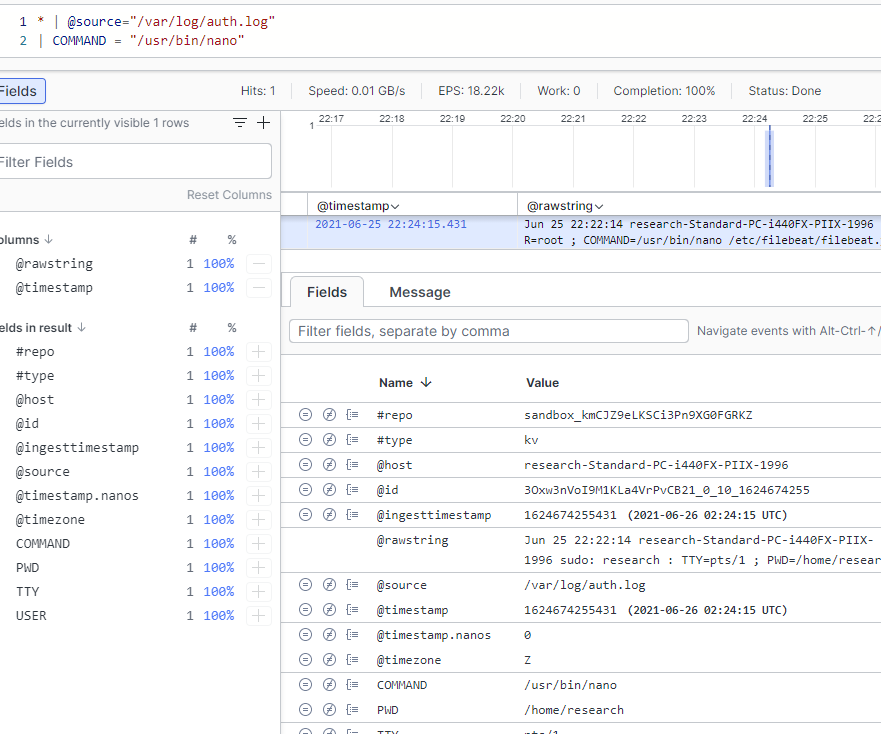 1 * | @source="/var/log/auth.log"
2 | COMMAND = "/usr/bin/nano"
Fields
Hits: 1 Speed: 0.01 GB/s EPS: 18.22k Work: 0 Completion: 100% Status: Done
elds in the currently visible 1 rows
Filter Fields
Reset Columns
olumns # %
@rawstring 1 100%
@timestamp 1 100%
elds in result # %
#repo 1 100%
#type 1 100%
@host 1 100%
@id 1 100%
@ingesttimestamp 1 100%
@source 1 100%
@timestamp.nanos 1 100%
@timezone 1 100%
COMMAND 1 100%
PWD 1 100%
TTY 1 100%
USER 1 100%
22:17 22:18 22:19 22:20 22:21 22:22 22:23 22:24 22:25 22:2
1
@timestamp @rawstring
2021-06-25 22:24:15.431 Jun 25 22:22:14 research-Standard-PC-i440FX-PIIX-1996
R=root ; COMMAND=/usr/bin/nano /etc/filebeat/filebeat.
Fields Message
Filter fields, separate by comma Navigate events with Alt-Ctrl-↑/
Name Value
#repo sandbox_kmCJZ9eLKSCi3Pn9XG0FGRKZ
#type kv
@host research-Standard-PC-i440FX-PIIX-1996
@id 3Oxw3nVoI9M1KLa4VrPvCB21_0_10_1624674255
@ingesttimestamp 1624674255431 (2021-06-26 02:24:15 UTC)
@rawstring Jun 25 22:22:14 research-Standard-PC-i440FX-PIIX-
1996 sudo: research : TTY=pts/1 ; PWD=/home/resear
@source /var/log/auth.log
@timestamp 1624674255431 (2021-06-26 02:24:15 UTC)
@timestamp.nanos 0
@timezone Z
COMMAND /usr/bin/nano
PWD /home/research
TTY pts/1